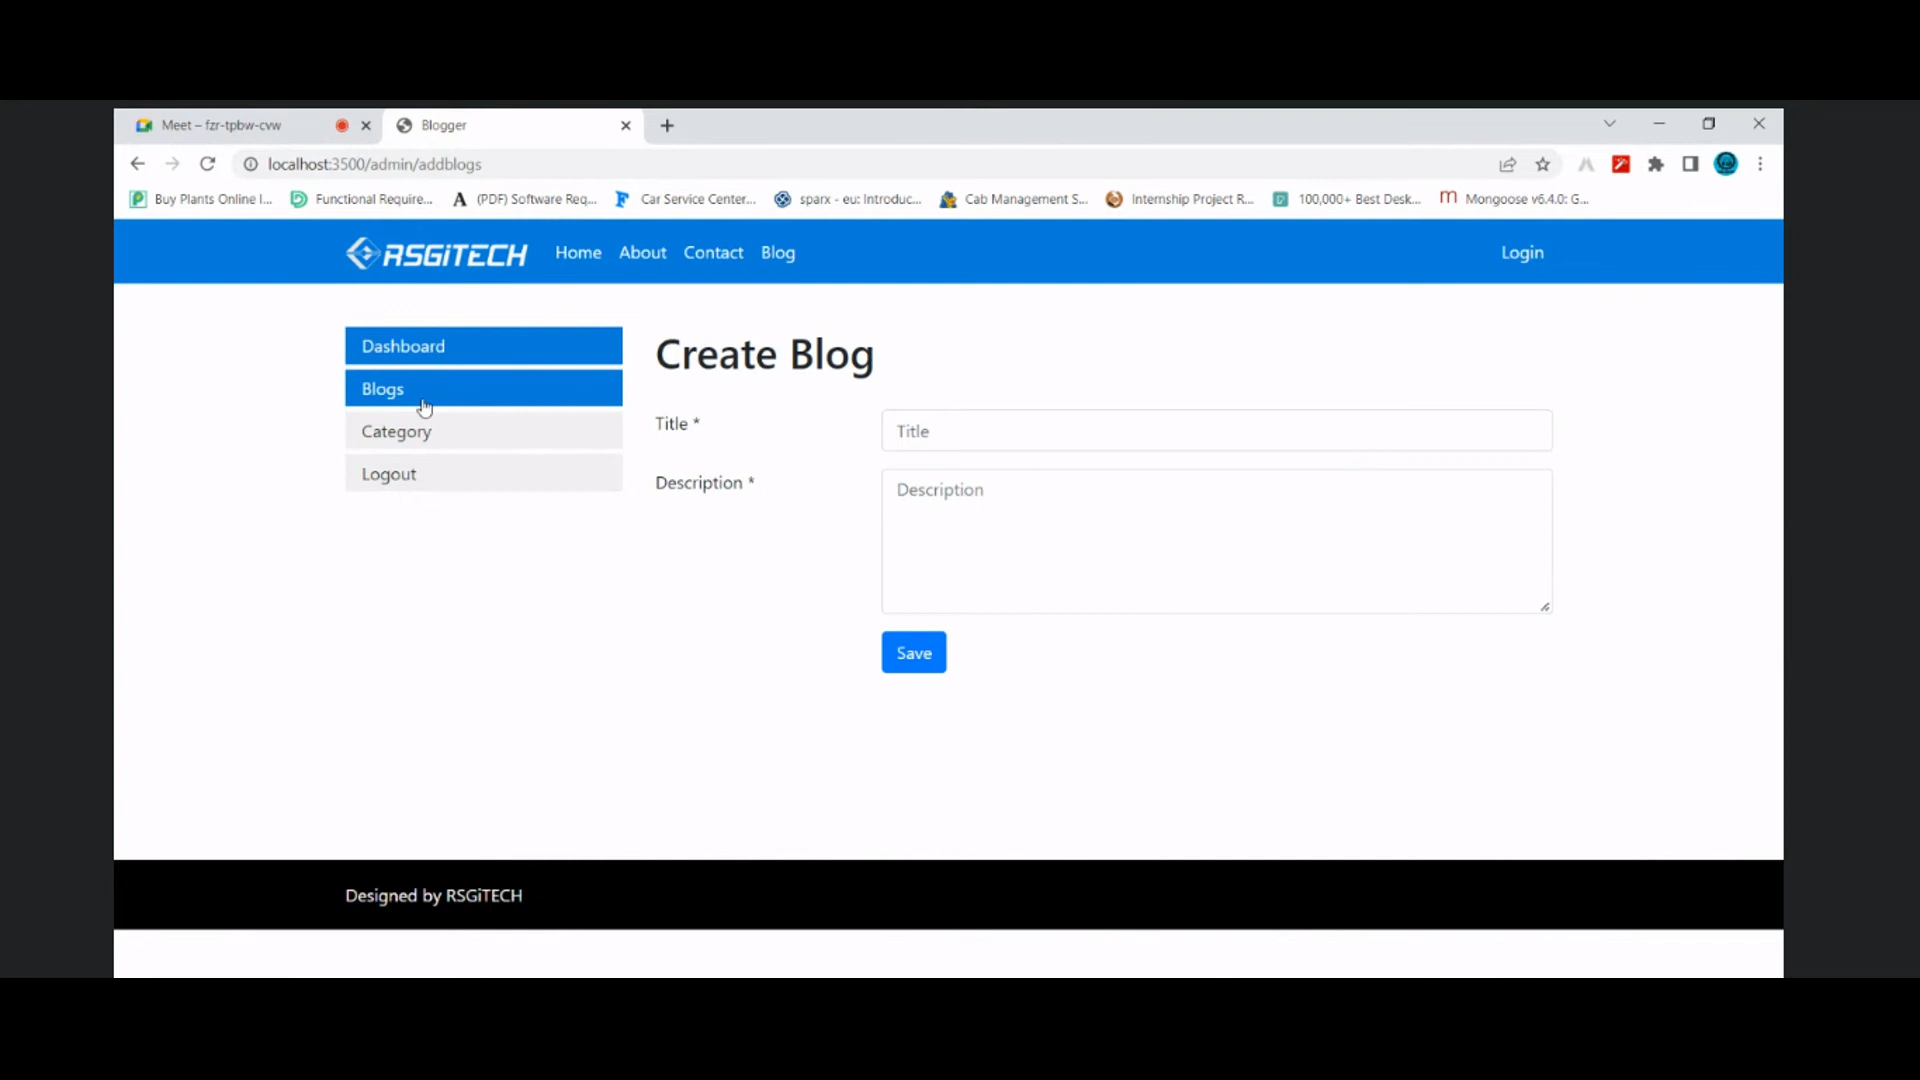 Meet – fzr-tpbw-cvw
Blogger
localhost:3500/admin/addblogs
Buy Plants Online I...
Functional Require...
(PDF) Software Req...
Car Service Center...
sparx - eu: Introduc...
Cab Management S...
Internship Project R...
100,000+ Best Desk...
Mongoose v6.4.0: G...
RSGiTECH
Home
About
Contact
Blog
Login
Dashboard
Blogs
Category
Logout
Create Blog
Title *
Title
Description *
Description
Save
Designed by RSGiTECH